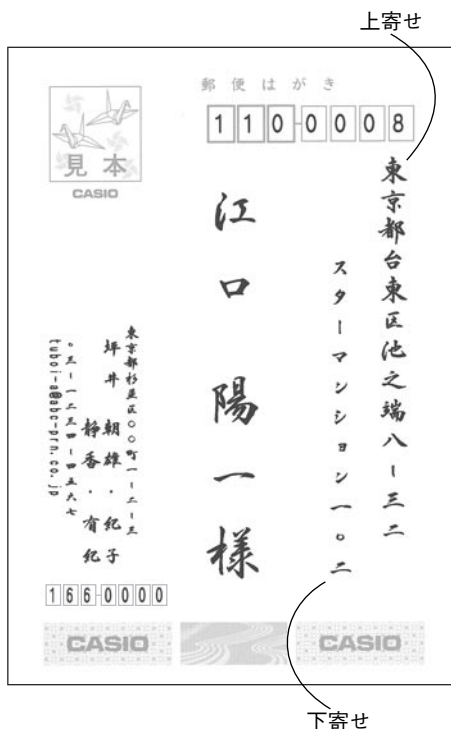 上寄せ
郵便はがき
110-0008
東京都台東区池之端八ー三二
スターマンション一〇二
江口 陽一 様
見本
CASIO
東京都杉並区〇〇町一ー二ー三
坪井 朝雄・紀子
静香・有紀
〇三ー一二三四ー四五六七
tuboi-a@abc-prn.co.jp
166-0000
CASIO
CASIO
下寄せ